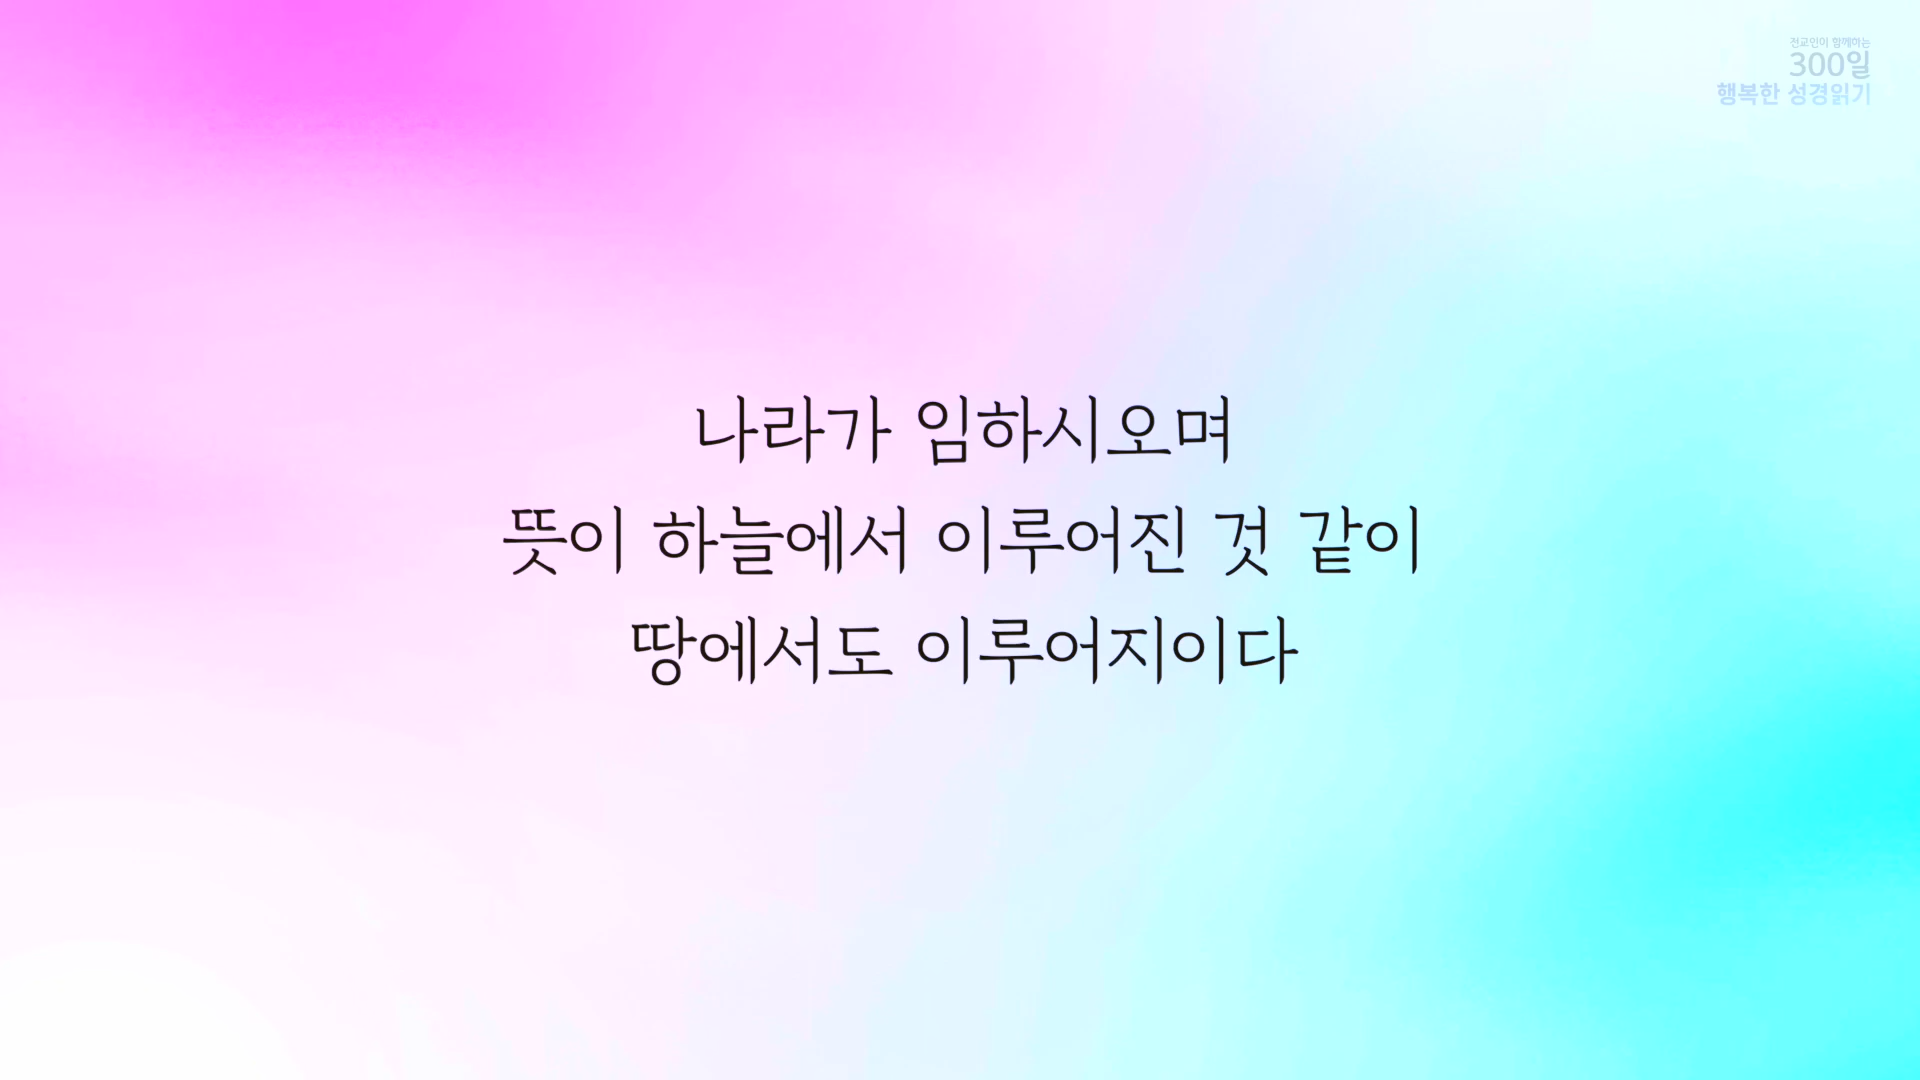 전교인이 함께하는
300일
행복한 성경읽기
나라가 임하시오며
뜻이 하늘에서 이루어진 것 같이
땅에서도 이루어지이다